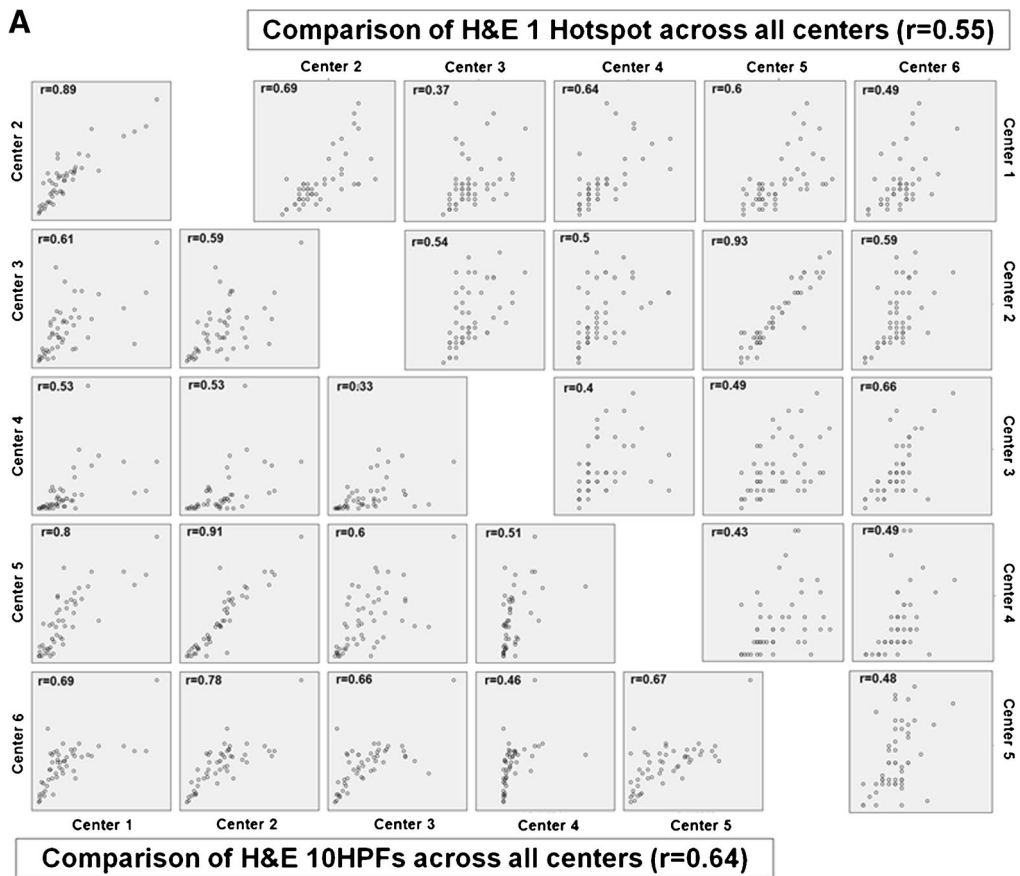 A
Comparison of H&E 1 Hotspot across all centers (r=0.55)
Center 2 Center 3 Center 4 Center 5 Center 6
Center 2 r=0.89 r=0.69 r=0.37 r=0.64 r=0.6 r=0.49 Center 1
Center 3 r=0.61 r=0.59 r=0.54 r=0.5 r=0.93 r=0.59 Center 2
Center 4 r=0.53 r=0.53 r=0.33 r=0.4 r=0.49 r=0.66 Center 3
Center 5 r=0.8 r=0.91 r=0.6 r=0.51 r=0.43 r=0.49 Center 4
Center 6 r=0.69 r=0.78 r=0.66 r=0.46 r=0.67 r=0.48 Center 5
Center 1 Center 2 Center 3 Center 4 Center 5
Comparison of H&E 10HPFs across all centers (r=0.64)